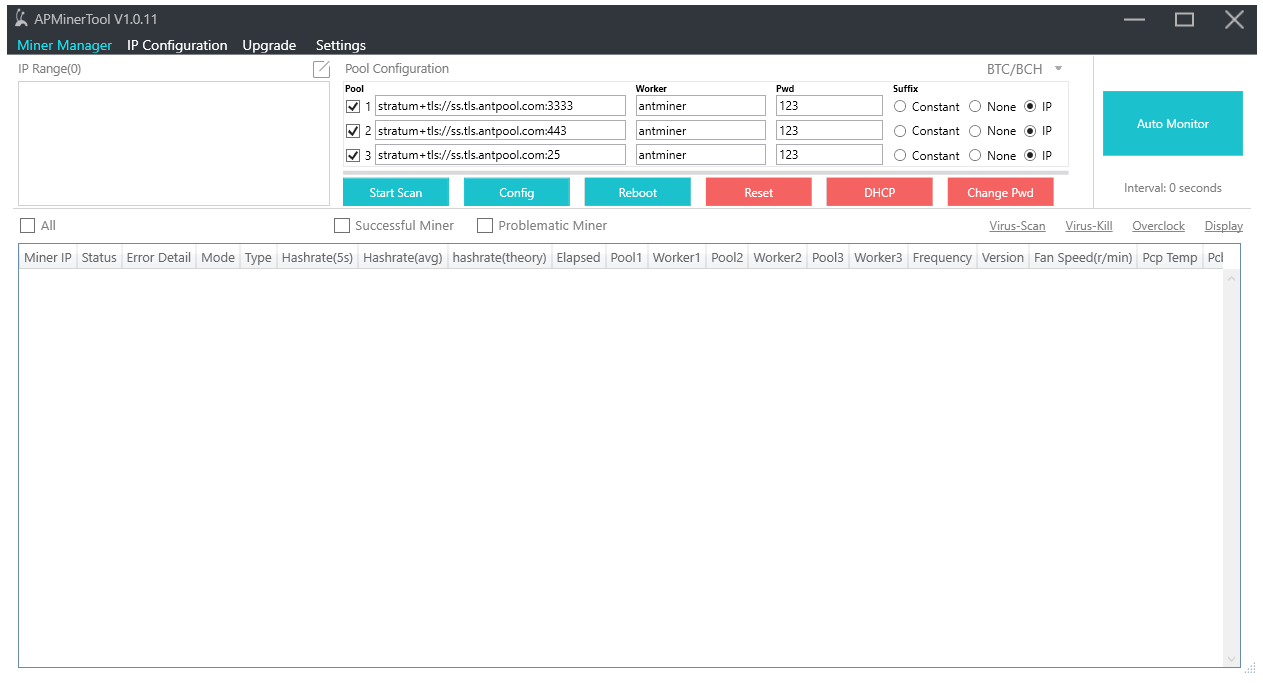 APMinerTool V1.0.11
Miner Manager IP Configuration Upgrade Settings
IP Range(0) Pool Configuration BTC/BCH
Pool Worker Pwd Suffix
1 stratum+tls://ss.tls.antpool.com:3333 antminer 123 Constant None IP
2 stratum+tls://ss.tls.antpool.com:443 antminer 123 Constant None IP
3 stratum+tls://ss.tls.antpool.com:25 antminer 123 Constant None IP
Auto Monitor
Start Scan Config Reboot Reset DHCP Change Pwd
Interval: 0 seconds
All Successful Miner Problematic Miner Virus-Scan Virus-Kill Overclock Display
Miner IP Status Error Detail Mode Type Hashrate(5s) Hashrate(avg) hashrate(theory) Elapsed Pool1 Worker1 Pool2 Worker2 Pool3 Worker3 Frequency Version Fan Speed(r/min) Pcp Temp